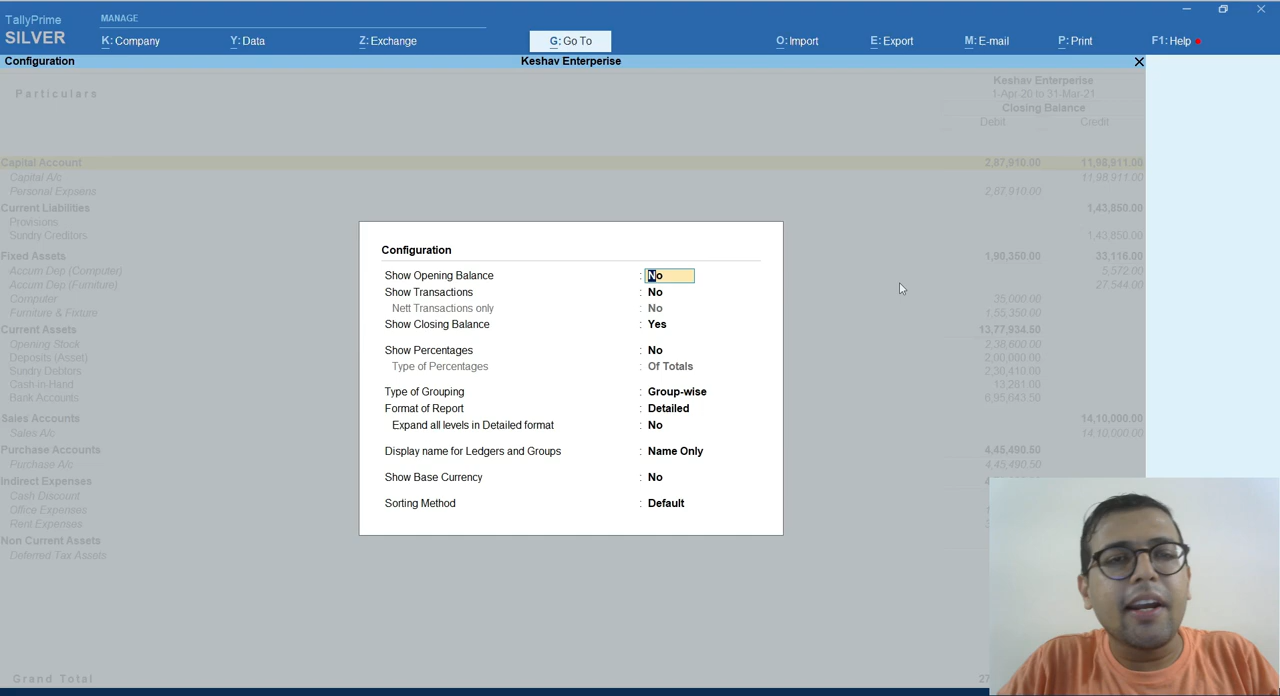 TallyPrime
SILVER
MANAGE
K: Company
Y: Data
Z: Exchange
G: Go To
O: Import
E: Export
M: E-mail
P: Print
F1: Help
Configuration
Keshav Enterperise
Particulars
Keshav Enterperise
1-Apr-20 to 31-Mar-21
Closing Balance
Debit Credit
Capital Account 2,87,910.00 11,98,911.00
Capital A/c 11,98,911.00
Personal Expsens 2,87,910.00
Current Liabilities 1,43,850.00
Provisions
Sundry Creditors 1,43,850.00
Fixed Assets 1,90,350.00 33,116.00
Accum Dep (Computer) 5,572.00
Accum Dep (Furniture) 27,544.00
Computer 35,000.00
Furniture & Fixture 1,55,350.00
Current Assets 13,77,934.50
Opening Stock 2,38,600.00
Deposits (Asset) 2,00,000.00
Sundry Debtors 2,30,410.00
Cash-in-Hand 13,281.00
Bank Accounts 6,95,643.50
Sales Accounts 14,10,000.00
Sales A/c 14,10,000.00
Purchase Accounts 4,45,490.50
Purchase A/c 4,45,490.50
Indirect Expenses
Cash Discount
Office Expenses
Rent Expenses
Non Current Assets
Deferred Tax Assets
Grand Total 27
Configuration
Show Opening Balance : No
Show Transactions : No
Nett Transactions only : No
Show Closing Balance : Yes
Show Percentages : No
Type of Percentages : Of Totals
Type of Grouping : Group-wise
Format of Report : Detailed
Expand all levels in Detailed format : No
Display name for Ledgers and Groups : Name Only
Show Base Currency : No
Sorting Method : Default